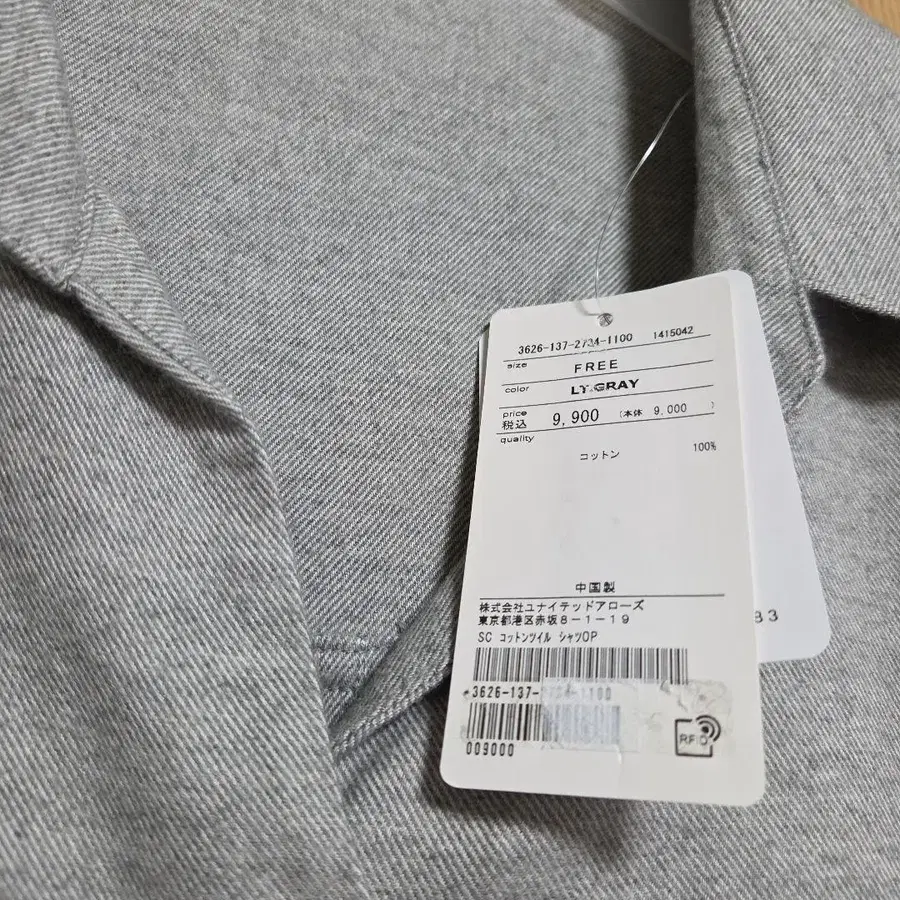 3626-137-2734-1100 1415042
size FREE
color LT.GRAY
price
税込 9,900 (本体 9,000 )
quality
コットン 100%
中国製
株式会社ユナイテッドアローズ
東京都港区赤坂8-1-19
SC コットンツイル シャツOP
3626-137-2734-1100
009000
RFID
83